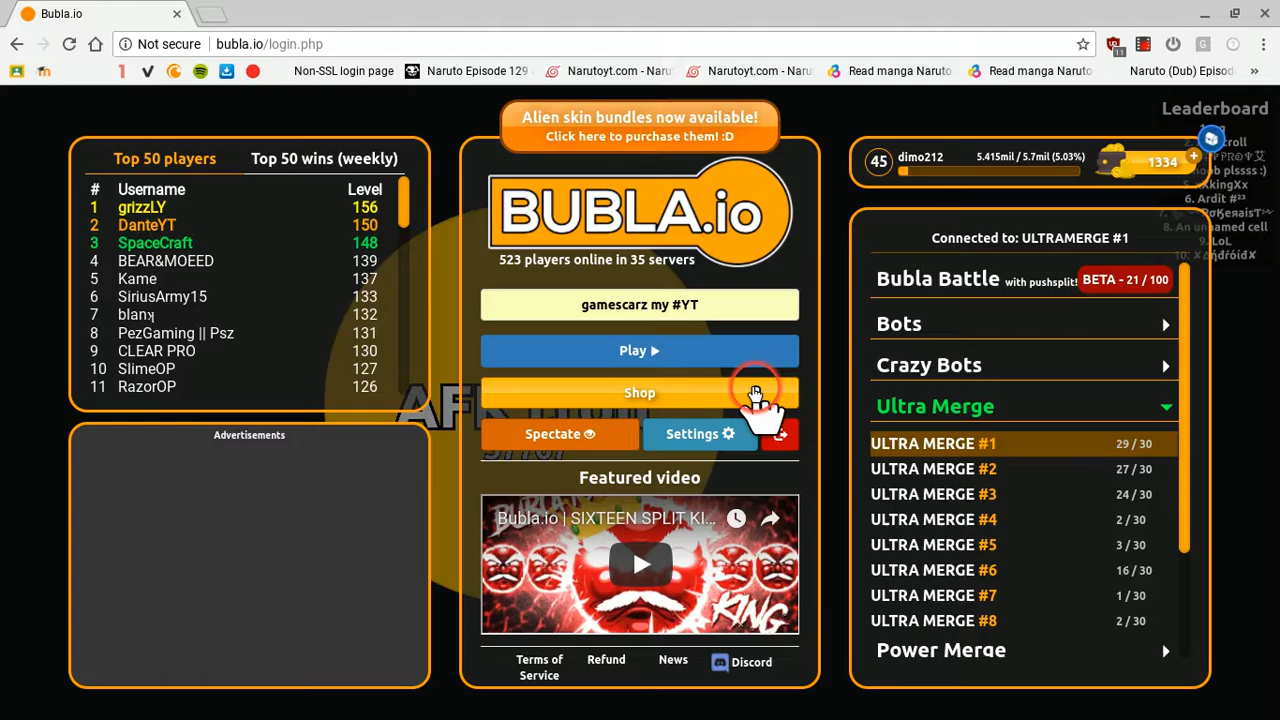 Bubla.io
Not secure bubla.io/login.php
11
Non-SSL login page Naruto Episode 129 Narutoyt.com - Naru Narutoyt.com - Naru Read manga Naruto Read manga Naruto Naruto (Dub) Episod »
Alien skin bundles now available!
Click here to purchase them! :D
Top 50 players Top 50 wins (weekly)
# Username Level
1 grizzLY 156
2 DanteYT 150
3 SpaceCraft 148
4 BEAR&MOEED 139
5 Kame 137
6 SiriusArmy15 133
7 blanʞ 132
8 PezGaming || Psz 131
9 CLEAR PRO 130
10 SlimeOP 127
11 RazorOP 126
Advertisements
BUBLA.io
523 players online in 35 servers
gamescarz my #YT
Play
Shop
Spectate Settings
Featured video
Bubla.io | SIXTEEN SPLIT KI...
BUBLA.IO
KING
Terms of Service Refund News Discord
Leaderboard
noob plssss :)
xXkingXx
6. Ardit #²³
8. An unnamed cell
9. LoL
45 dimo212 5.415mil / 5.7mil (5.03%) 1334
Connected to: ULTRAMERGE #1
Bubla Battle with pushsplit! BETA - 21 / 100
Bots
Crazy Bots
Ultra Merge
ULTRA MERGE #1 29 / 30
ULTRA MERGE #2 27 / 30
ULTRA MERGE #3 24 / 30
ULTRA MERGE #4 2 / 30
ULTRA MERGE #5 3 / 30
ULTRA MERGE #6 16 / 30
ULTRA MERGE #7 1 / 30
ULTRA MERGE #8 2 / 30
Power Merge